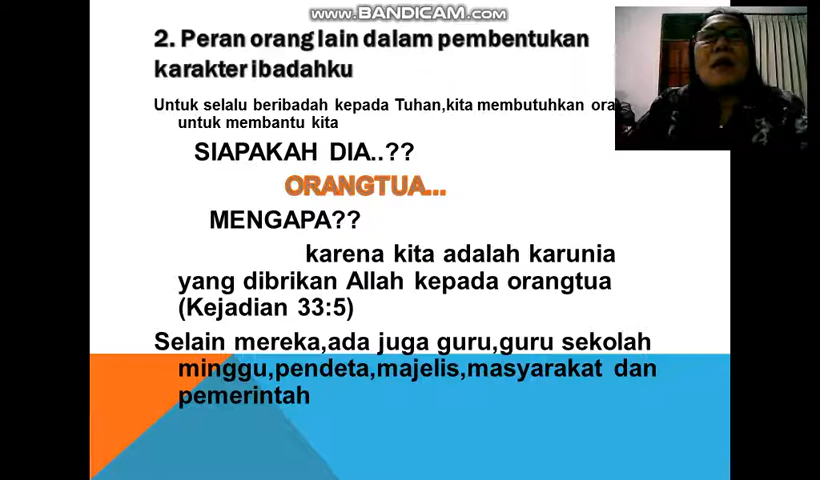 www.BANDICAM.com
2. Peran orang lain dalam pembentukan
karakter ibadahku
Untuk selalu beribadah kepada Tuhan,kita membutuhkan
untuk membantu kita
SIAPAKAH DIA..??
ORANGTUA...
MENGAPA??
karena kita adalah karunia
yang dibrikan Allah kepada orangtua
(Kejadian 33:5)
Selain mereka,ada juga guru,guru sekolah
minggu,pendeta,majelis,masyarakat dan
pemerintah